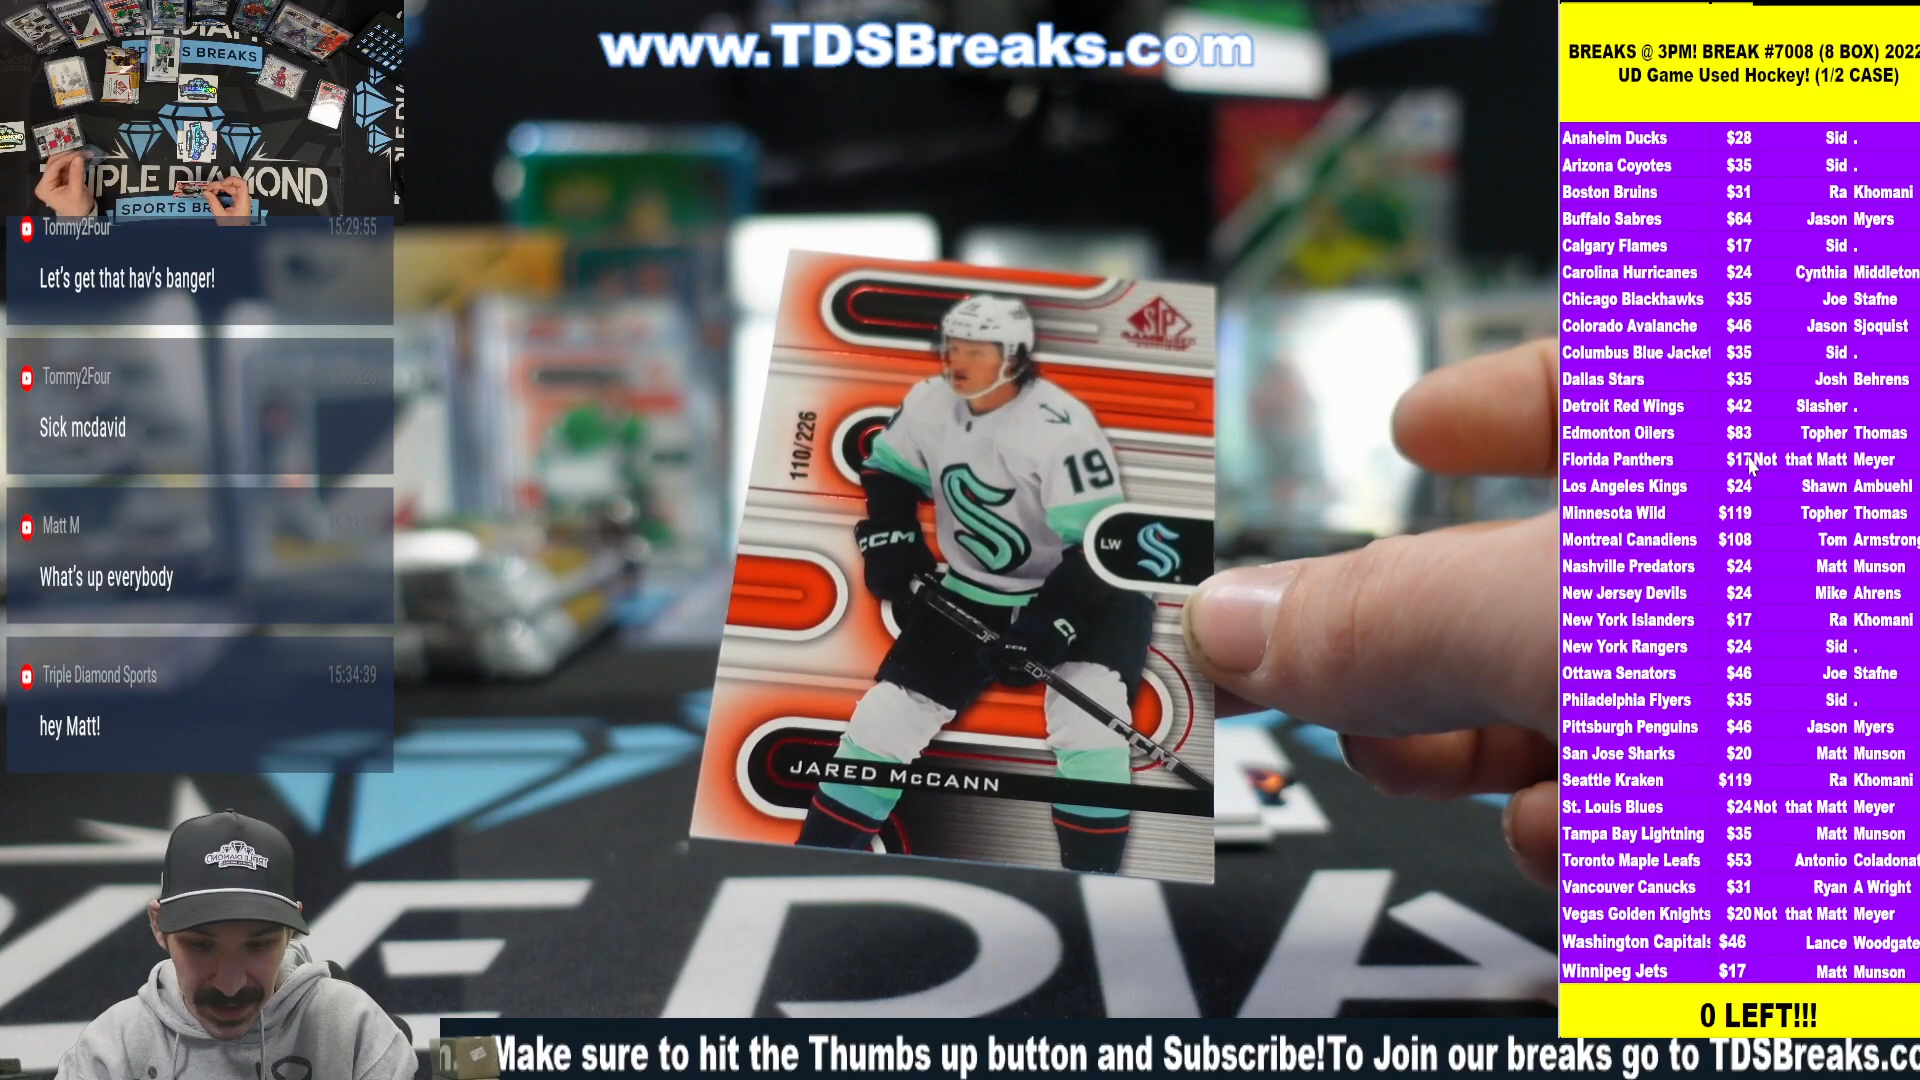 www.TDSBreaks.com
S BREAKS
TRIPLE DIAMOND
SPORTS BREAKS
Tommy2Four 15:29:55
Let's get that hav's banger!
Tommy2Four
Sick mcdavid
Matt M
What's up everybody
Triple Diamond Sports 15:34:39
hey Matt!
SP
GAME USED
EDITION
110/226
19
LW
CCM
CCM
CCM
JARED McCANN
TRIPLE DIAMOND
BREAKS @ 3PM! BREAK #7008 (8 BOX) 2022
UD Game Used Hockey! (1/2 CASE)
Anaheim Ducks $28 Sid .
Arizona Coyotes $35 Sid .
Boston Bruins $31 Ra Khomani
Buffalo Sabres $64 Jason Myers
Calgary Flames $17 Sid .
Carolina Hurricanes $24 Cynthia Middleton
Chicago Blackhawks $35 Joe Stafne
Colorado Avalanche $46 Jason Sjoquist
Columbus Blue Jacket $35 Sid .
Dallas Stars $35 Josh Behrens
Detroit Red Wings $42 Slasher .
Edmonton Oilers $83 Topher Thomas
Florida Panthers $17 Not that Matt Meyer
Los Angeles Kings $24 Shawn Ambuehl
Minnesota Wild $119 Topher Thomas
Montreal Canadiens $108 Tom Armstrong
Nashville Predators $24 Matt Munson
New Jersey Devils $24 Mike Ahrens
New York Islanders $17 Ra Khomani
New York Rangers $24 Sid .
Ottawa Senators $46 Joe Stafne
Philadelphia Flyers $35 Sid .
Pittsburgh Penguins $46 Jason Myers
San Jose Sharks $20 Matt Munson
Seattle Kraken $119 Ra Khomani
St. Louis Blues $24 Not that Matt Meyer
Tampa Bay Lightning $35 Matt Munson
Toronto Maple Leafs $53 Antonio Coladonat
Vancouver Canucks $31 Ryan A Wright
Vegas Golden Knights $20 Not that Matt Meyer
Washington Capitals $46 Lance Woodgate
Winnipeg Jets $17 Matt Munson
0 LEFT!!!
Make sure to hit the Thumbs up button and Subscribe!To Join our breaks go to TDSBreaks.co